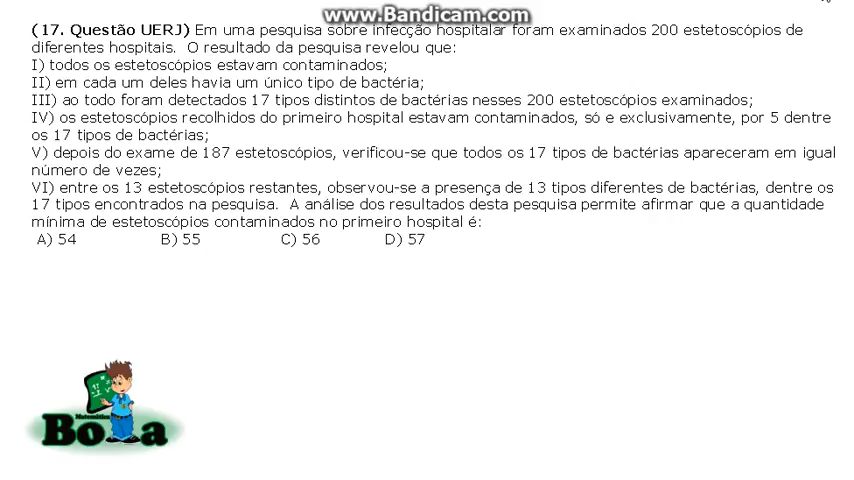 www.Bandicam.com
(17. Questão UERJ) Em uma pesquisa sobre infecção hospitalar foram examinados 200 estetoscópios de
diferentes hospitais. O resultado da pesquisa revelou que:
I) todos os estetoscópios estavam contaminados;
II) em cada um deles havia um único tipo de bactéria;
III) ao todo foram detectados 17 tipos distintos de bactérias nesses 200 estetoscópios examinados;
IV) os estetoscópios recolhidos do primeiro hospital estavam contaminados, só e exclusivamente, por 5 dentre
os 17 tipos de bactérias;
V) depois do exame de 187 estetoscópios, verificou-se que todos os 17 tipos de bactérias apareceram em igual
número de vezes;
VI) entre os 13 estetoscópios restantes, observou-se a presença de 13 tipos diferentes de bactérias, dentre os
17 tipos encontrados na pesquisa. A análise dos resultados desta pesquisa permite afirmar que a quantidade
mínima de estetoscópios contaminados no primeiro hospital é:
A) 54 B) 55 C) 56 D) 57
Matemática
Bola